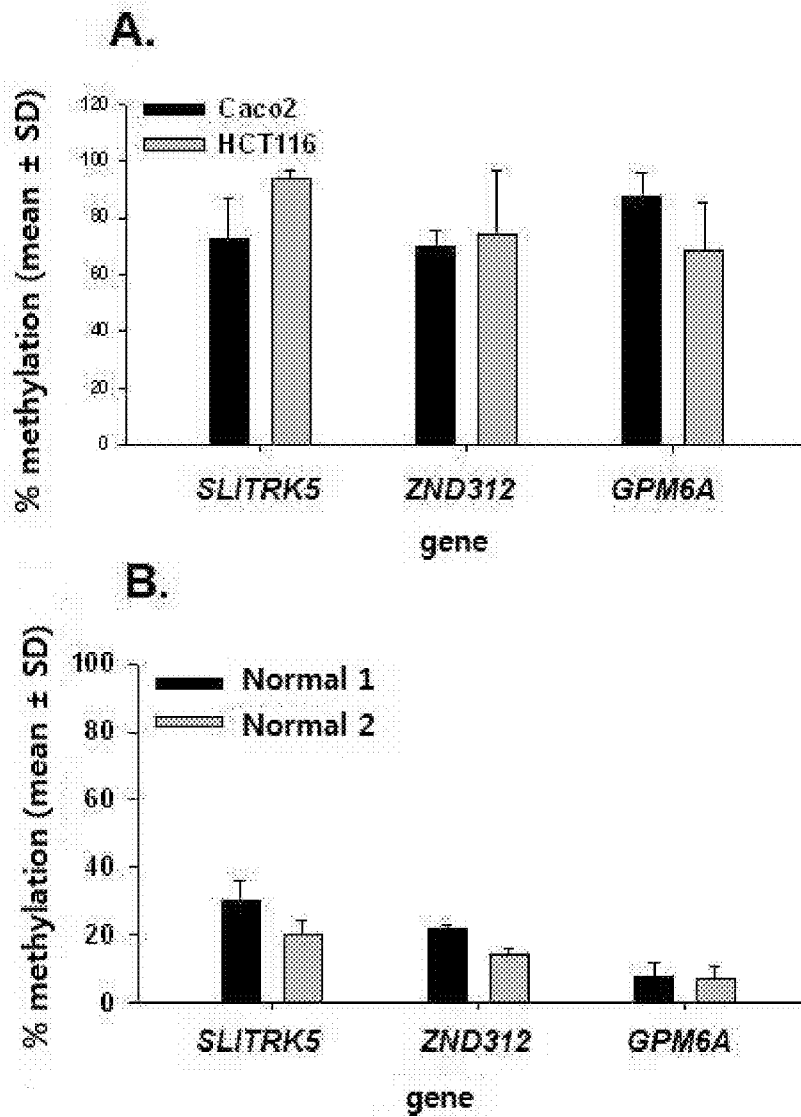 A.
% methylation (mean ± SD)
120
100
80
60
40
20
0
Caco2
HCT116
SLITRK5 ZND312 GPM6A
gene
B.
% methylation (mean ± SD)
100
80
60
40
20
0
Normal 1
Normal 2
SLITRK5 ZND312 GPM6A
gene